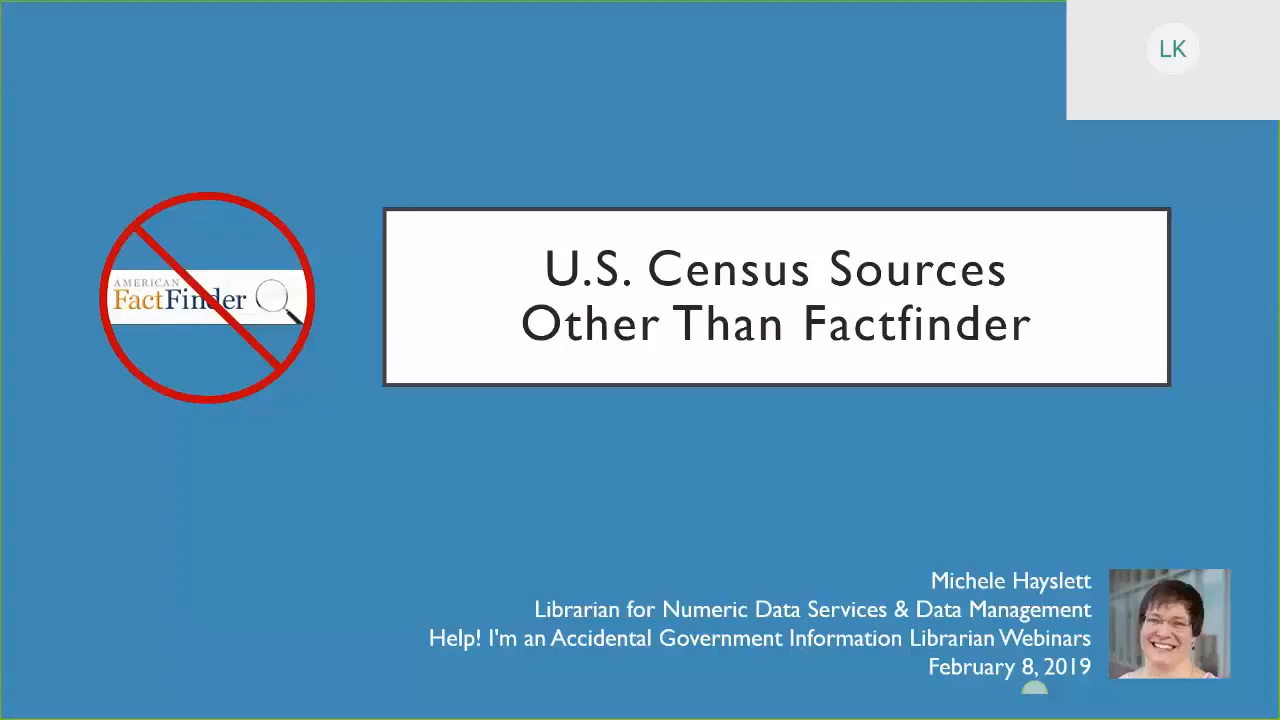 LK
AMERICAN
FactFinder
U.S. Census Sources
Other Than Factfinder
Michele Hayslett
Librarian for Numeric Data Services & Data Management
Help! I'm an Accidental Government Information Librarian Webinars
February 8, 2019